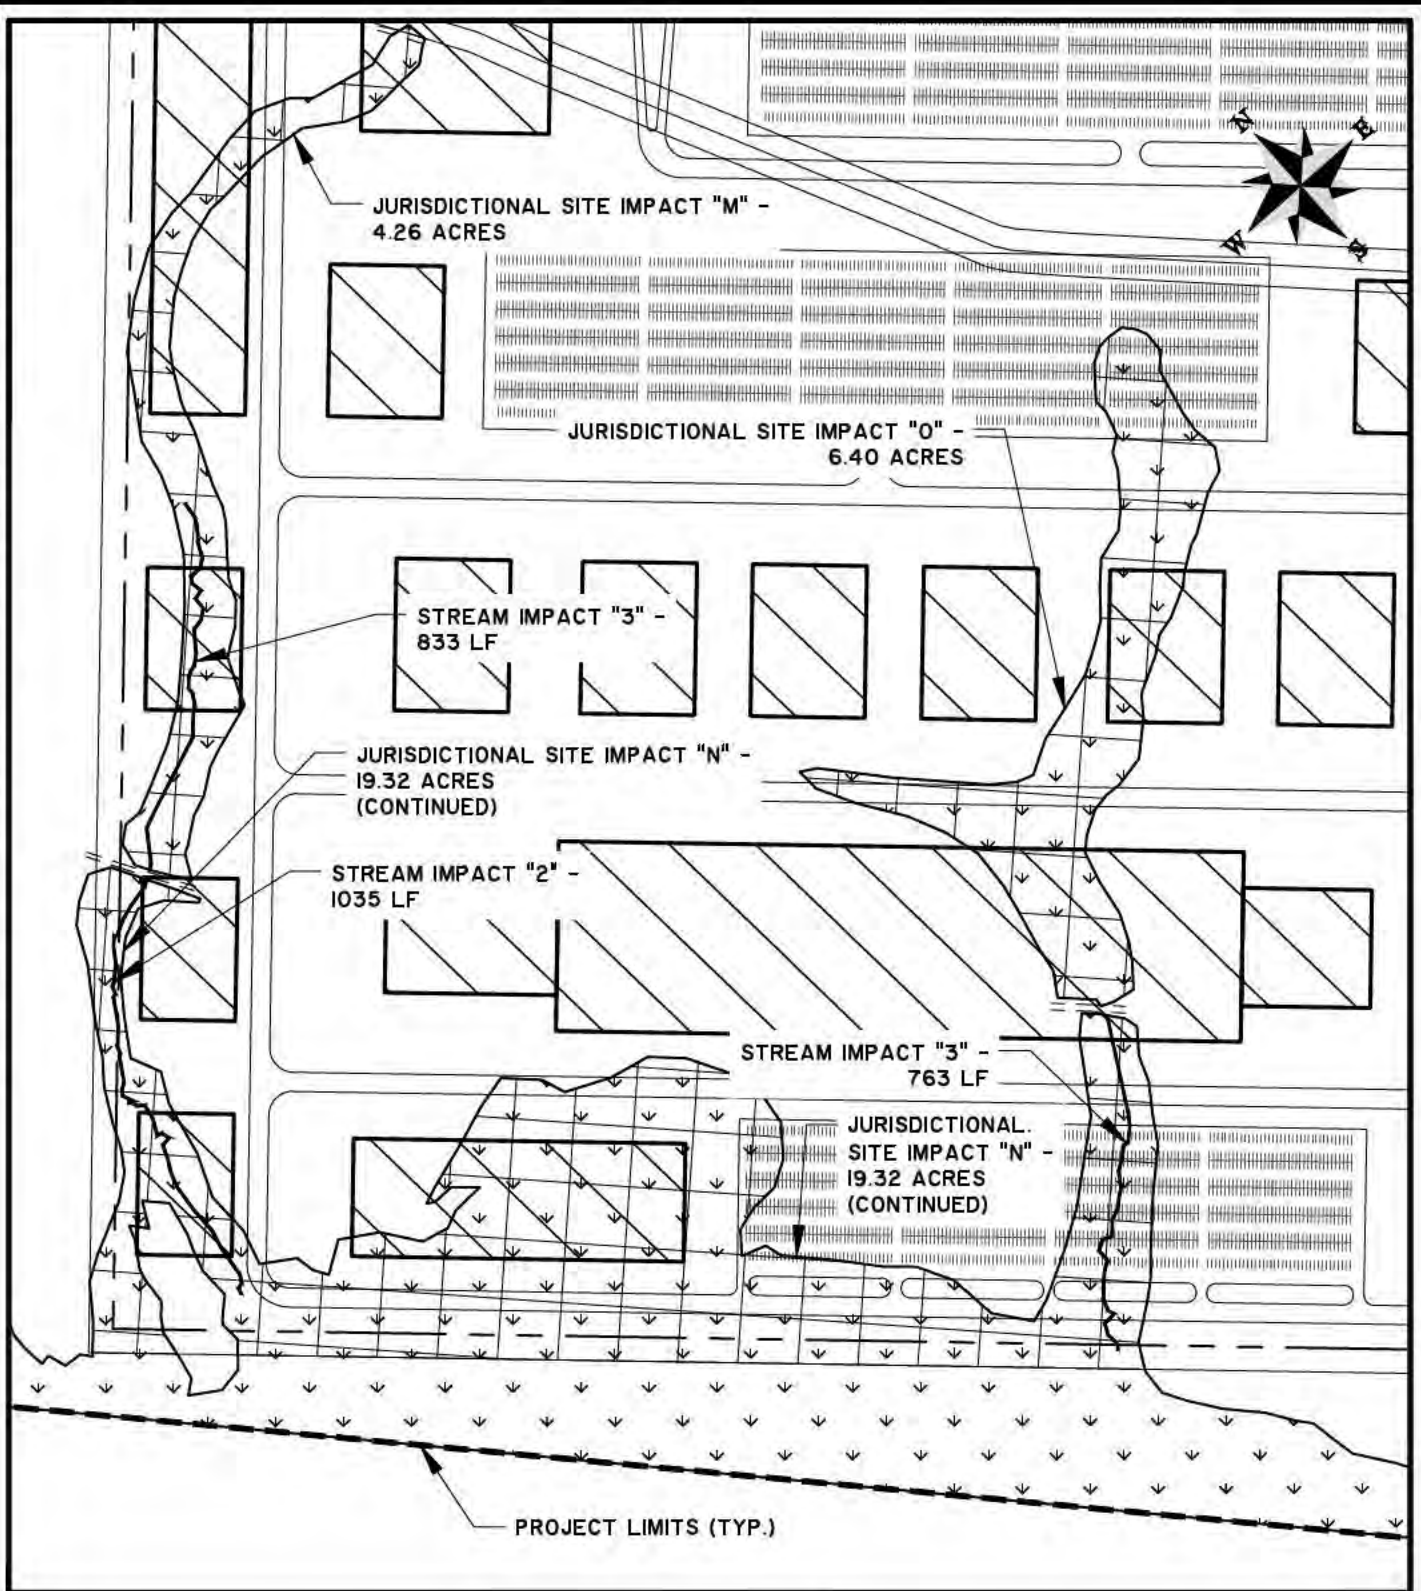 N
E
W
S
JURISDICTIONAL SITE IMPACT "M" -
4.26 ACRES
JURISDICTIONAL SITE IMPACT "O" -
6.40 ACRES
STREAM IMPACT "3" -
833 LF
JURISDICTIONAL SITE IMPACT "N" -
19.32 ACRES
(CONTINUED)
STREAM IMPACT "2" -
1035 LF
STREAM IMPACT "3" -
763 LF
JURISDICTIONAL.
SITE IMPACT "N" -
19.32 ACRES
(CONTINUED)
PROJECT LIMITS (TYP.)